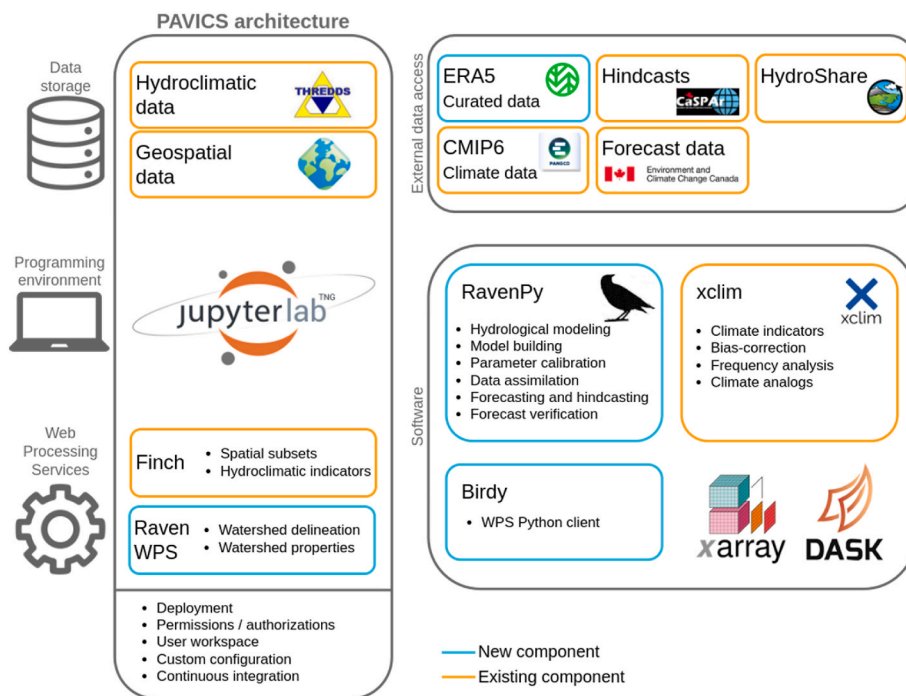 PAVICS architecture
Data
storage
Hydroclimatic
data
THREDDS
Geospatial
data
Programming
environment
jupyterlab TNG
Web
Processing
Services
Finch
• Spatial subsets
• Hydroclimatic indicators
Raven
WPS
• Watershed delineation
• Watershed properties
• Deployment
• Permissions / authorizations
• User workspace
• Custom configuration
• Continuous integration
External data access
ERA5
Curated data
Hindcasts
CaSPAr
HydroShare
CMIP6
Climate data
PANGEO
Forecast data
Environment and
Climate Change Canada
Software
RavenPy
• Hydrological modeling
• Model building
• Parameter calibration
• Data assimilation
• Forecasting and hindcasting
• Forecast verification
xclim
xclim
• Climate indicators
• Bias-correction
• Frequency analysis
• Climate analogs
Birdy
• WPS Python client
xarray
DASK
New component
Existing component